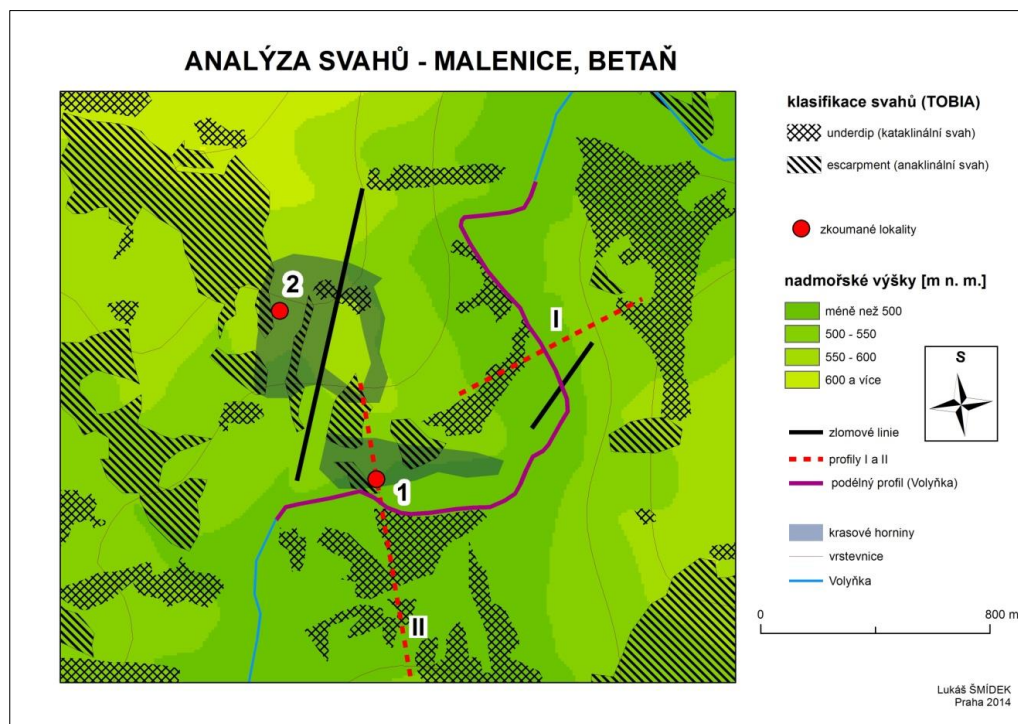 ANALÝZA SVAHŮ - MALENICE, BETAŇ
klasifikace svahů (TOBIA)
underdip (kataklinální svah)
escarpment (anaklinální svah)
zkoumané lokality
nadmořské výšky [m n. m.]
méně než 500
500 - 550
550 - 600
600 a více
S
zlomové linie
profily I a II
podélný profil (Volyňka)
krasové horniny
vrstevnice
Volyňka
0
800 m
2
I
1
II
Lukáš ŠMÍDEK
Praha 2014